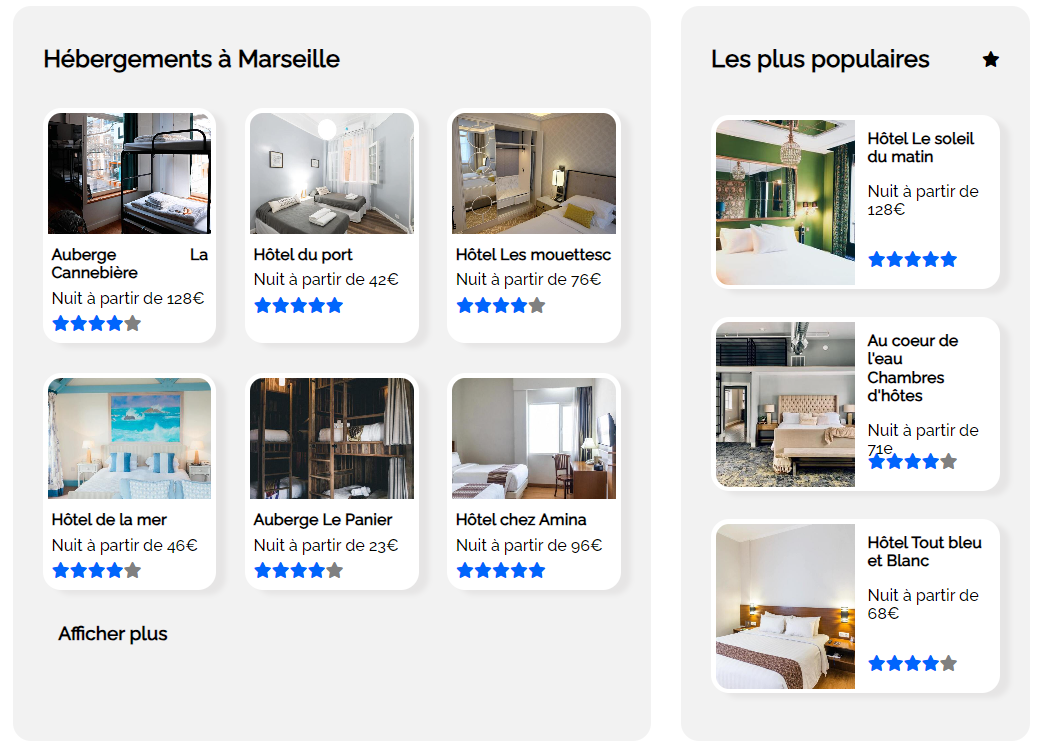 Hébergements à Marseille
Auberge La
Cannebière
Nuit à partir de 128€
Hôtel du port
Nuit à partir de 42€
Hôtel Les mouettesc
Nuit à partir de 76€
Hôtel de la mer
Nuit à partir de 46€
Auberge Le Panier
Nuit à partir de 23€
Hôtel chez Amina
Nuit à partir de 96€
Afficher plus
Les plus populaires
Hôtel Le soleil
du matin
Nuit à partir de
128€
Au coeur de
l'eau
Chambres
d'hôtes
Nuit à partir de
71e
Hôtel Tout bleu
et Blanc
Nuit à partir de
68€